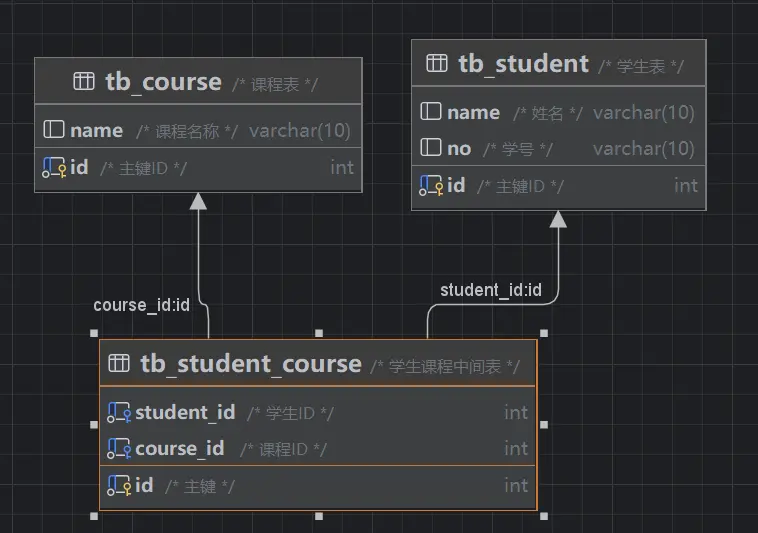 tb_course /* 课程表 */
name /* 课程名称 */ varchar(10)
id /* 主键ID */ int
tb_student /* 学生表 */
name /* 姓名 */ varchar(10)
no /* 学号 */ varchar(10)
id /* 主键ID */ int
course_id:id
student_id:id
tb_student_course /* 学生课程中间表 */
student_id /* 学生ID */ int
course_id /* 课程ID */ int
id /* 主键 */ int